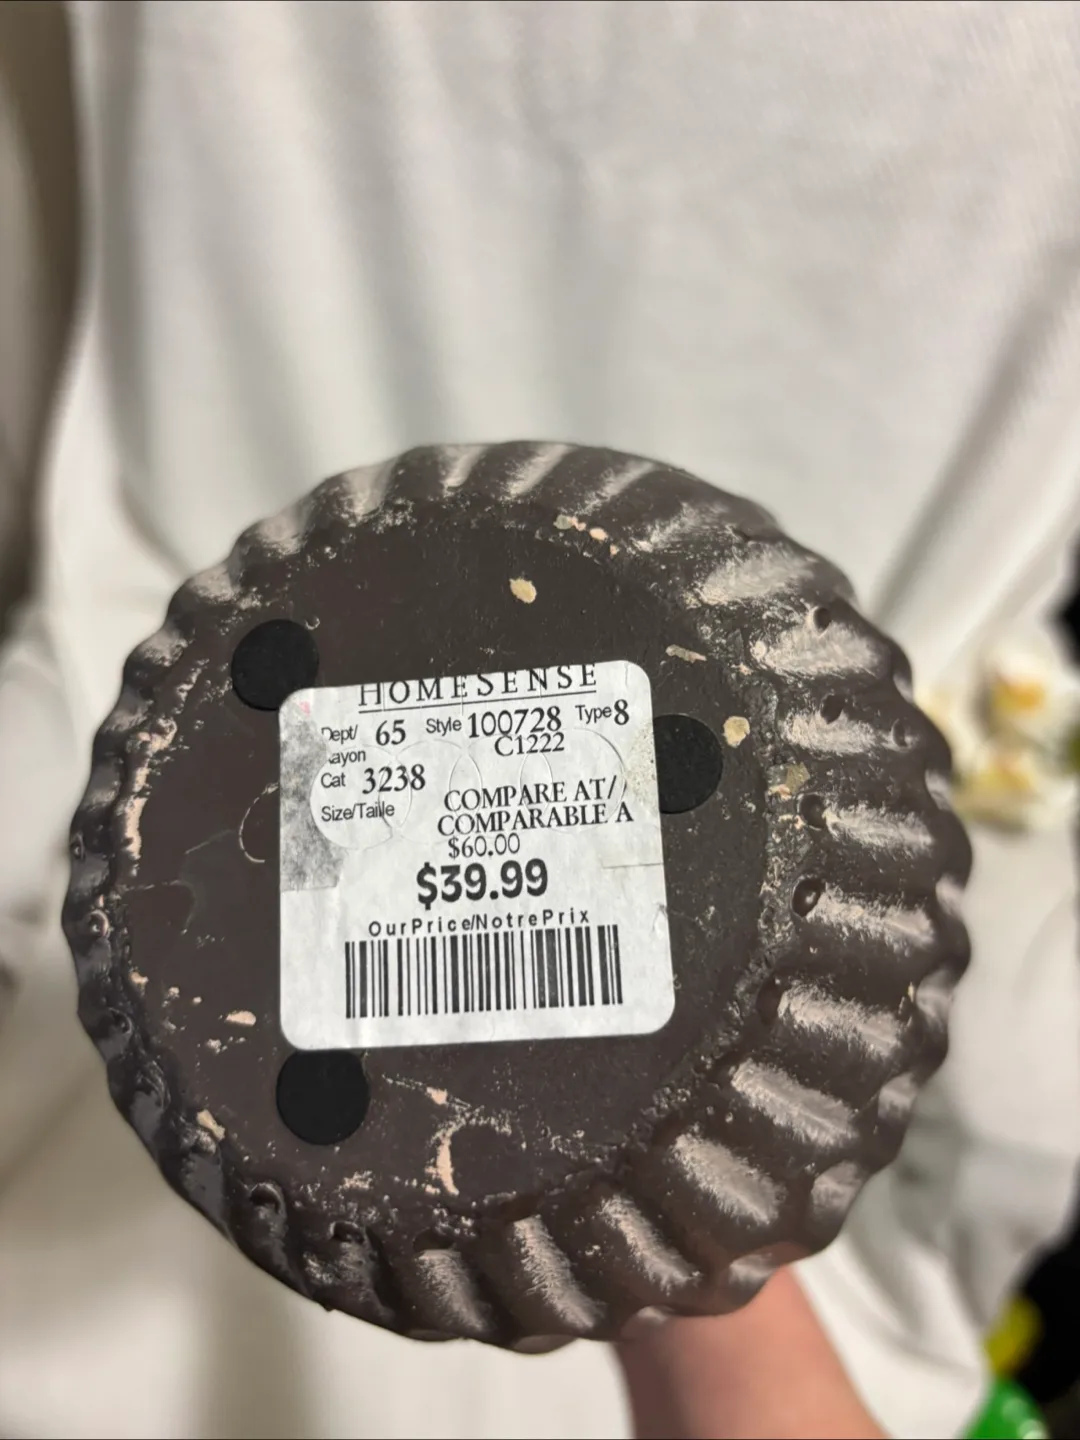 HOMESENSE
Dept/ 65 Style 100728 Type 8
ayon C1222
Cat 3238
Size/Taille COMPARE AT/
COMPARABLE A
$60.00
$39.99
OurPrice/NotrePrix